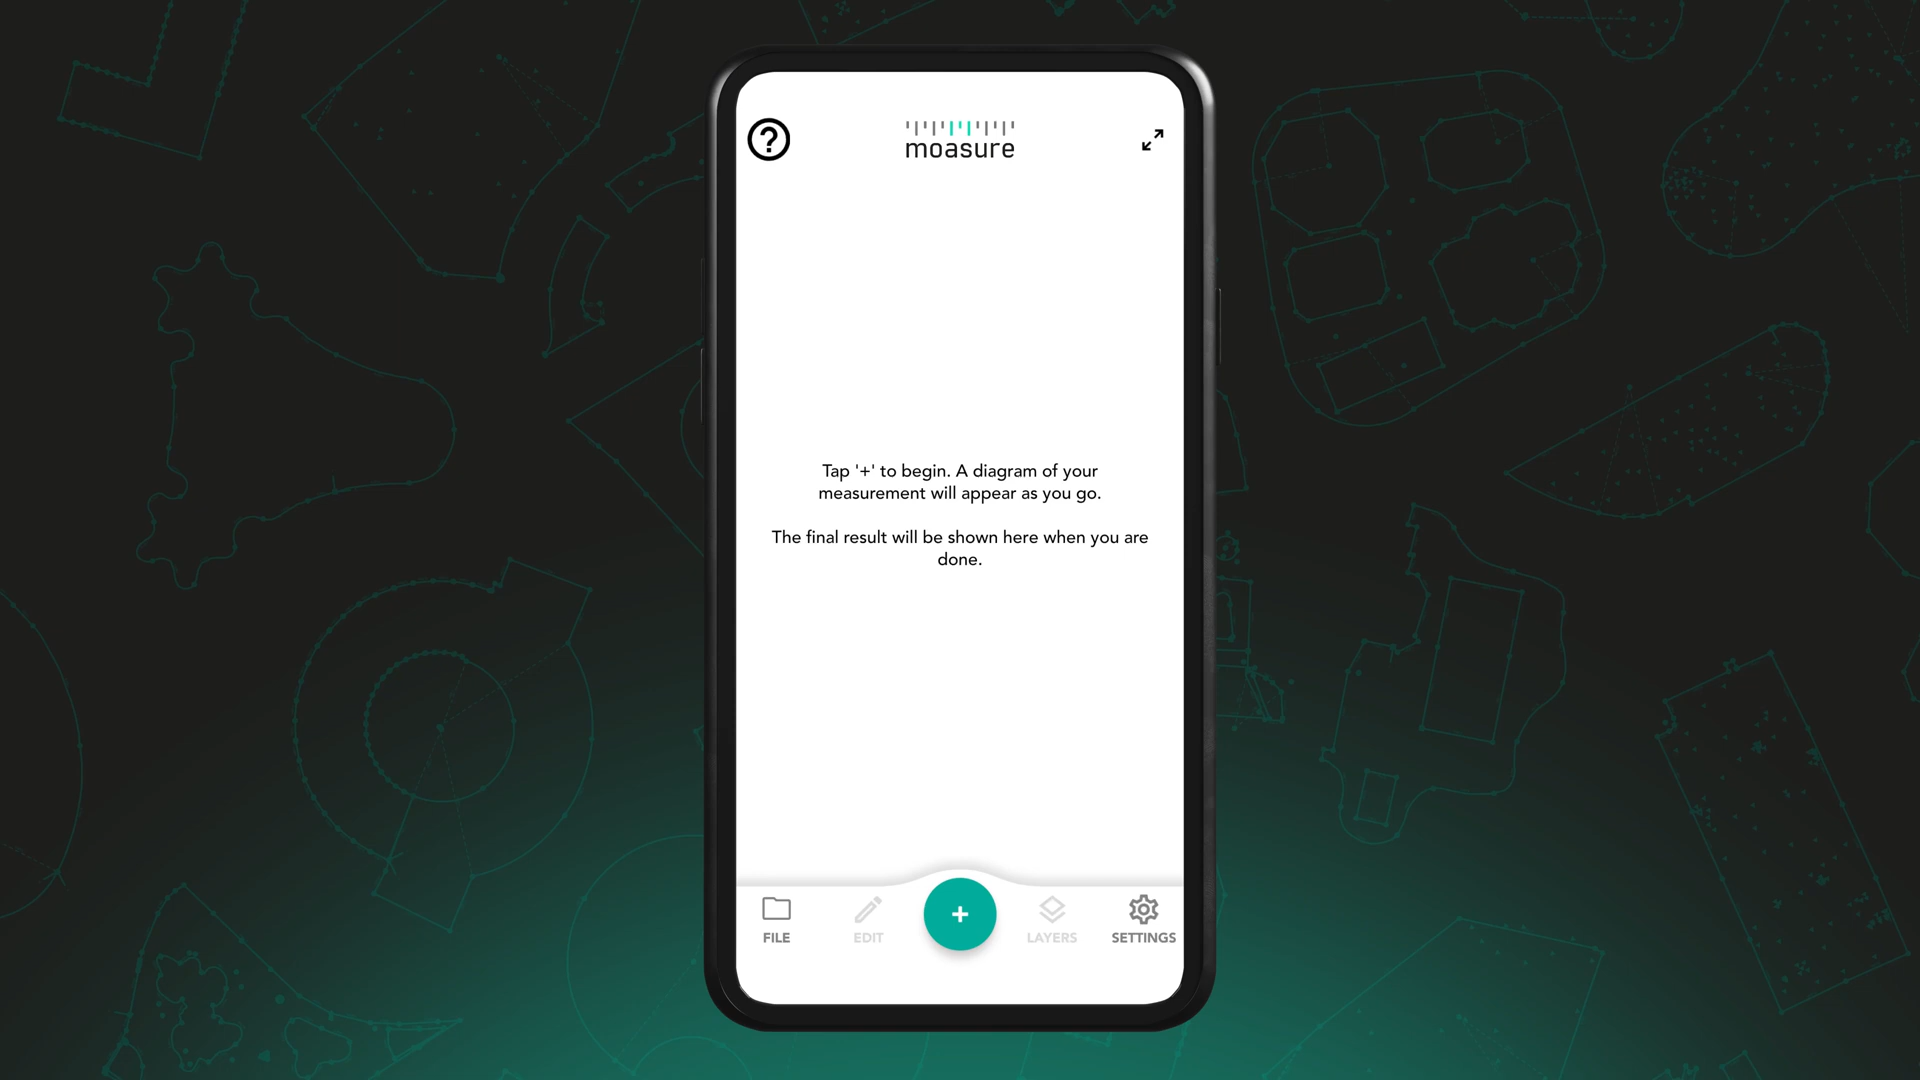 moasure
Tap '+' to begin. A diagram of your
measurement will appear as you go.
The final result will be shown here when you are
done.
FILE
EDIT
+
LAYERS
SETTINGS